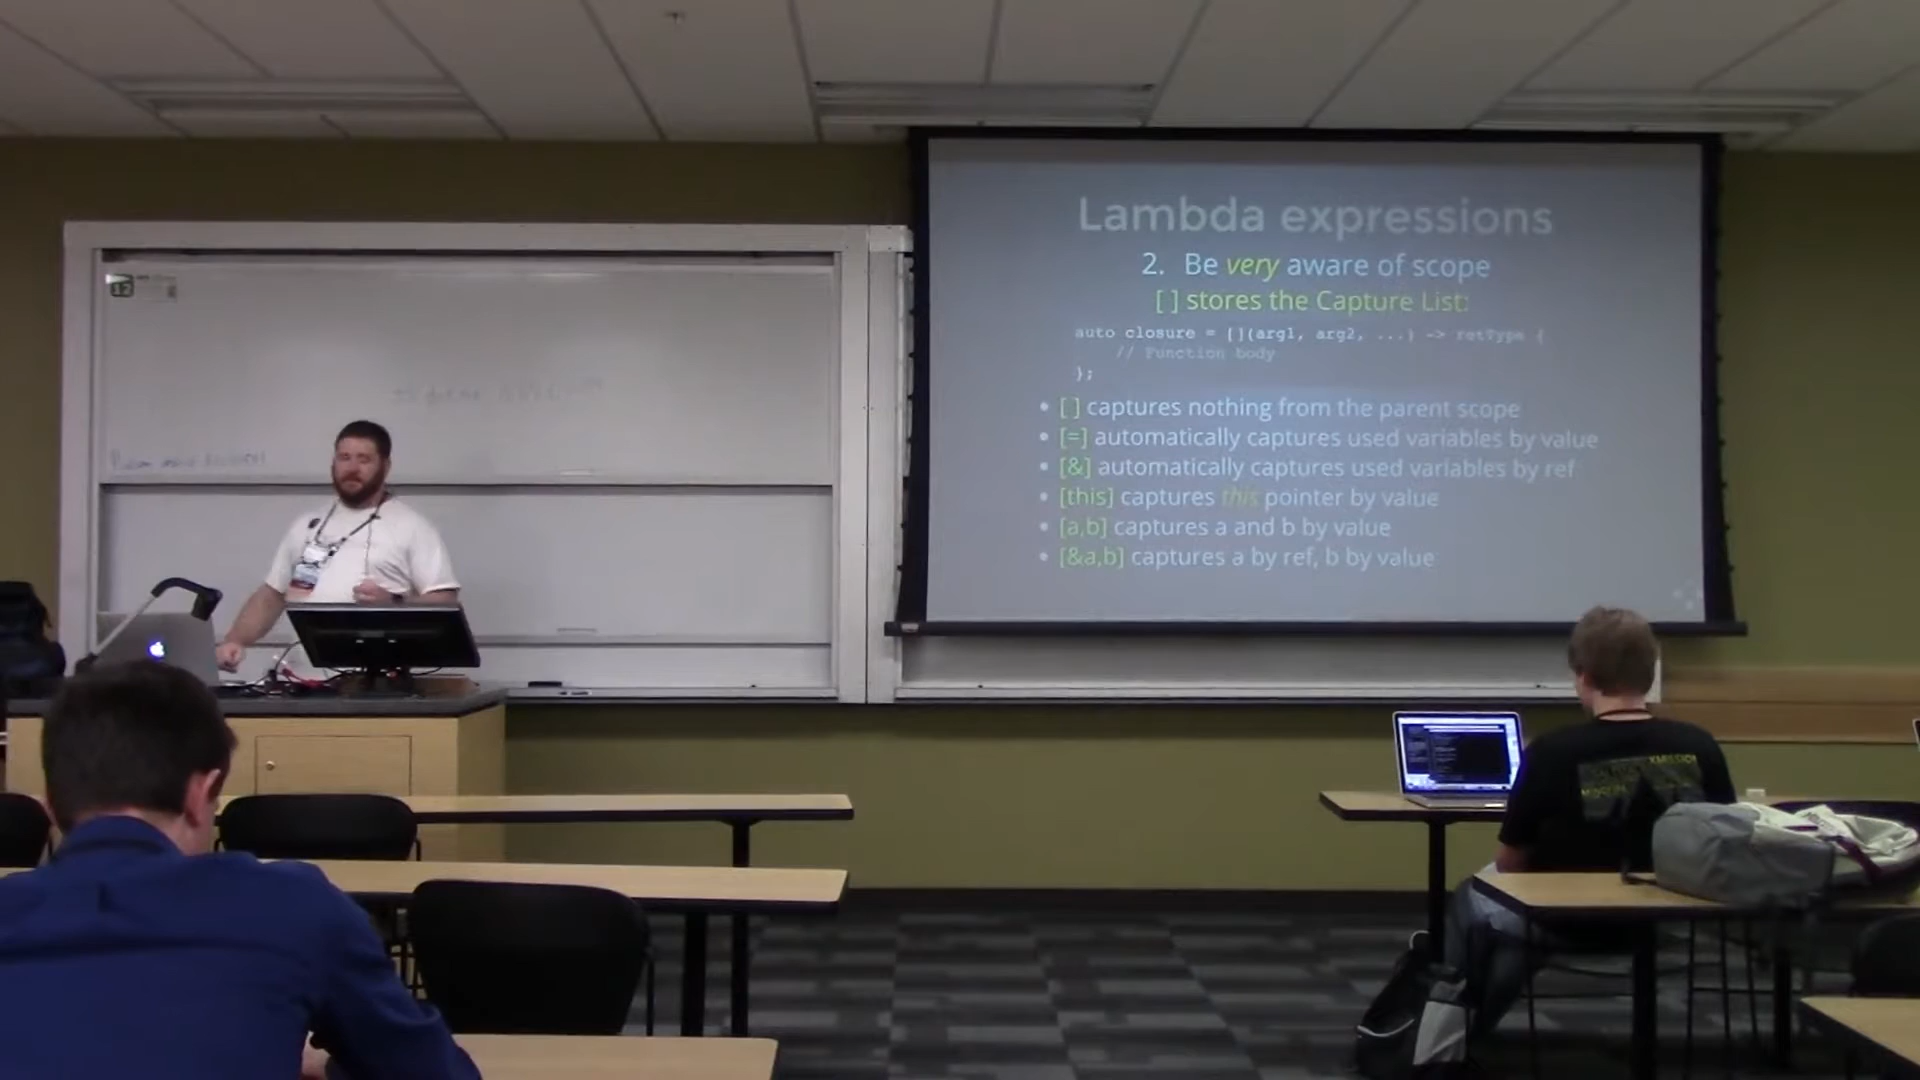 Lambda expressions
2. Be very aware of scope
[ ] stores the Capture List:
auto closure = [](arg1, arg2, ...) -> retType {
// Function body
};
• [ ] captures nothing from the parent scope
• [=] automatically captures used variables by value
• [&] automatically captures used variables by ref
• [this] captures this pointer by value
• [a,b] captures a and b by value
• [&a,b] captures a by ref, b by value
12
XMISSION